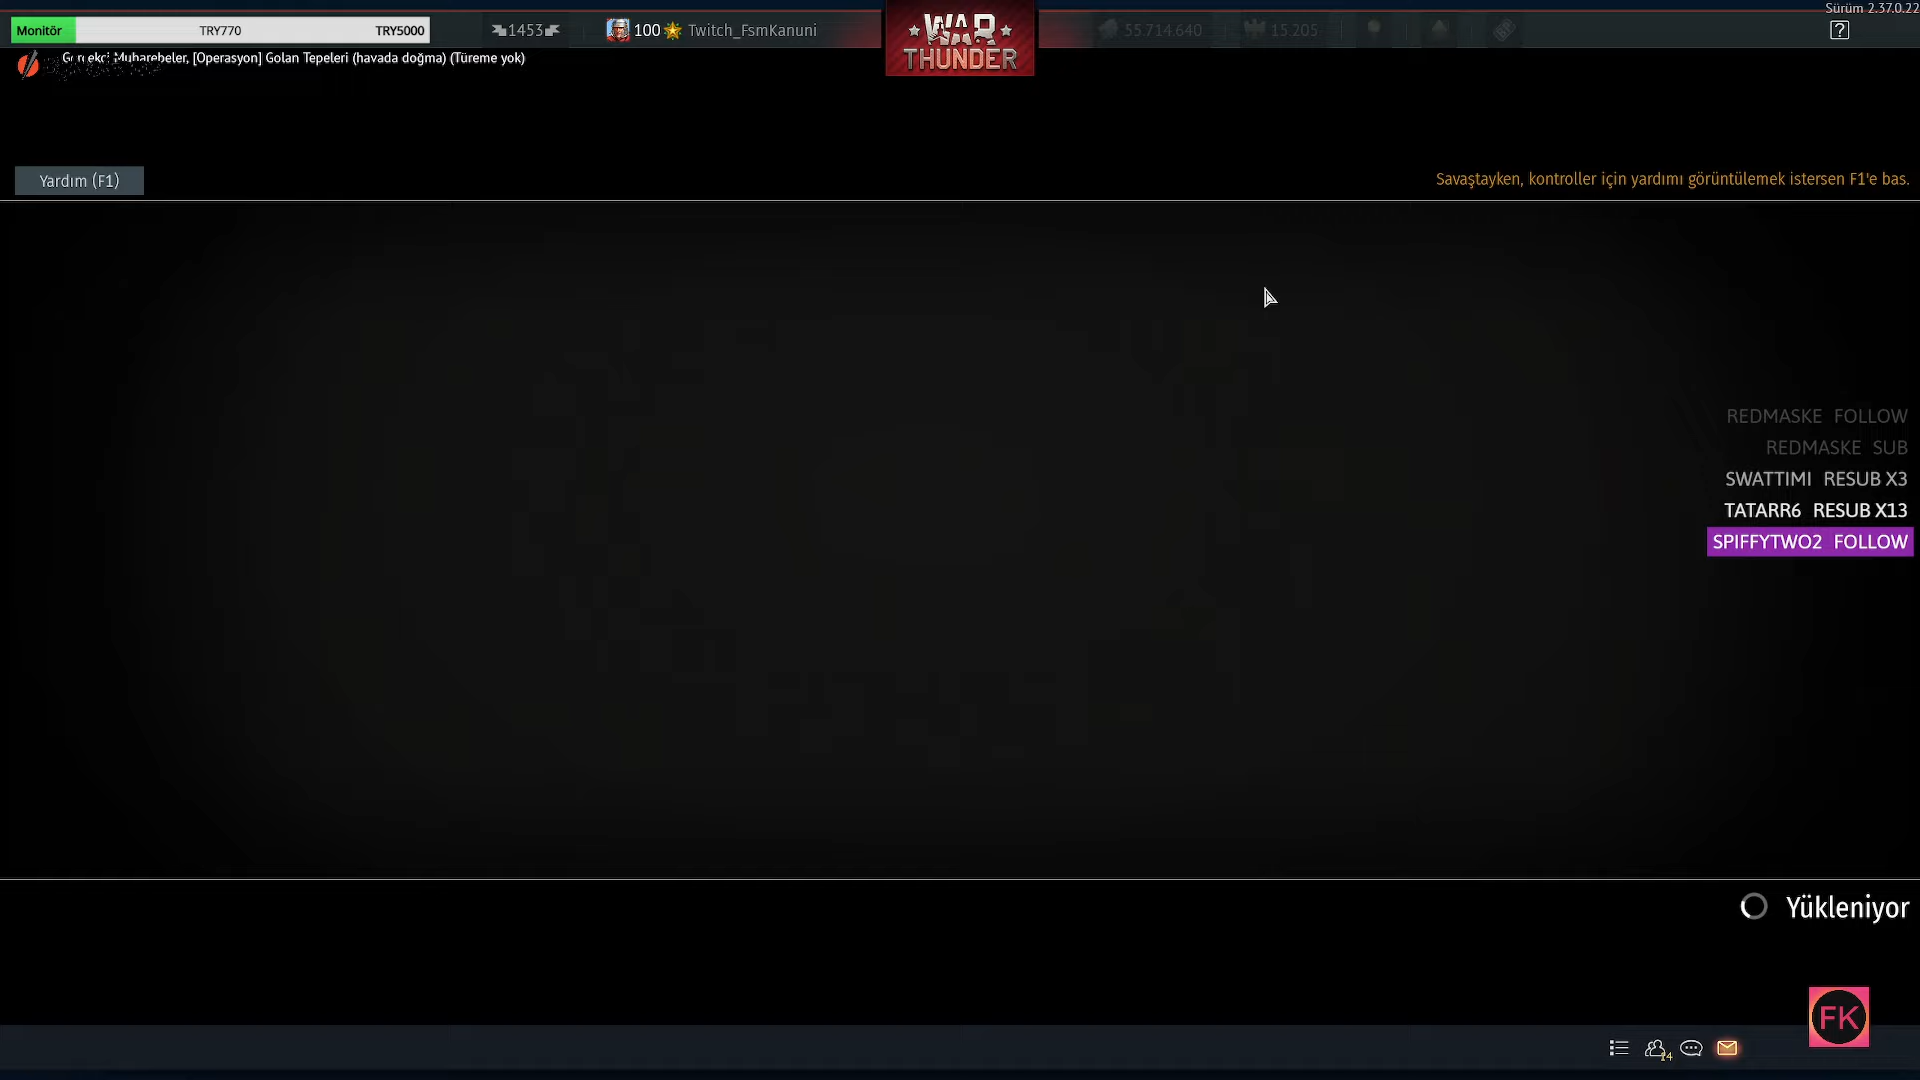 Sürüm 2.37.0.22
Monitör TRY770 TRY5000
1453
100 Twitch_FsmKanuni
WAR
THUNDER
55.714.640
15.205
Muharebeler, [Operasyon] Golan Tepeleri (havada doğma) (Türeme yok)
Yardım (F1)
Savaştayken, kontroller için yardımı görüntülemek istersen F1'e bas.
REDMASKE FOLLOW
REDMASKE SUB
SWATTIMI RESUB X3
TATARR6 RESUB X13
SPIFFYTWO2 FOLLOW
Yükleniyor
FK
14